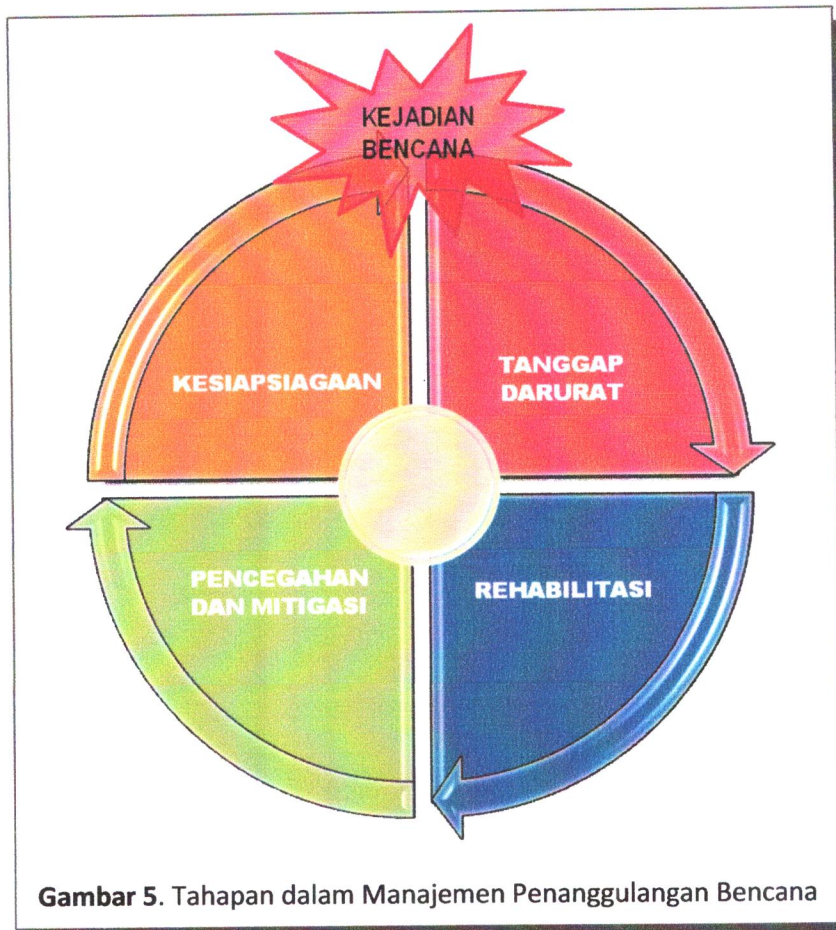 KEJADIAN
BENCANA
KESIAPSIAGAAN
TANGGAP
DARURAT
PENCEGAHAN
DAN MITIGASI
REHABILITASI
Gambar 5. Tahapan dalam Manajemen Penanggulangan Bencana